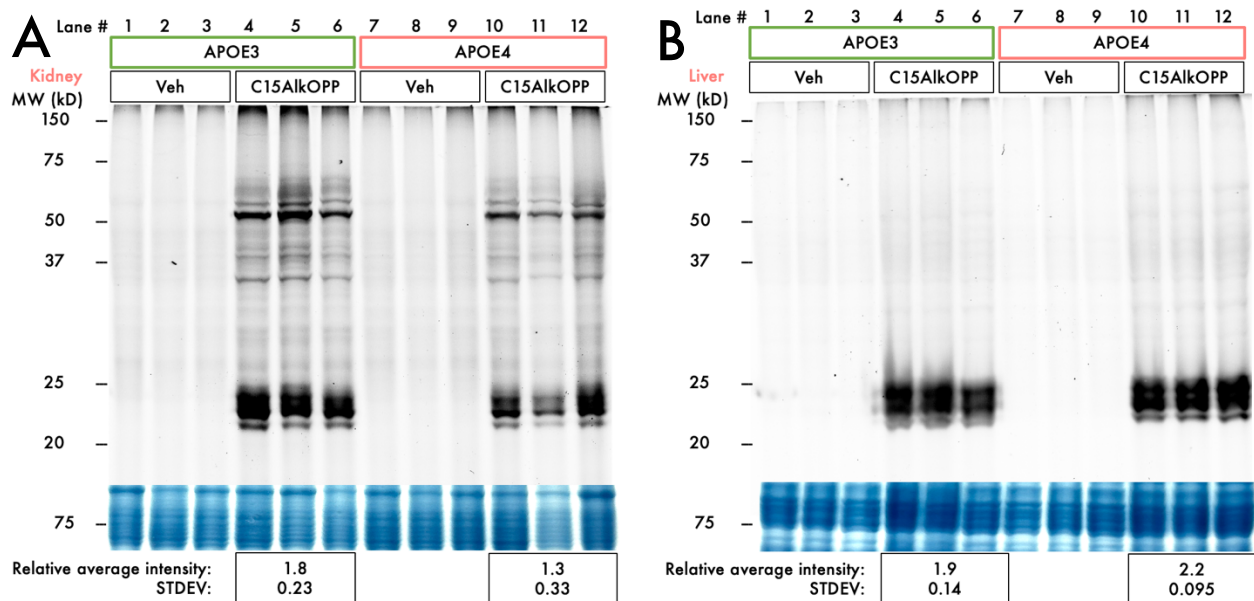 A
Lane # 1 2 3 4 5 6 7 8 9 10 11 12
APOE3 APOE4
Kidney
Veh C15AlkOPP Veh C15AlkOPP
MW (kD)
150
75
50
37
25
20
75
Relative average intensity: 1.8 1.3
STDEV: 0.23 0.33
B
Lane # 1 2 3 4 5 6 7 8 9 10 11 12
APOE3 APOE4
Liver
Veh C15AlkOPP Veh C15AlkOPP
MW (kD)
150
75
50
37
25
20
75
Relative average intensity: 1.9 2.2
STDEV: 0.14 0.095